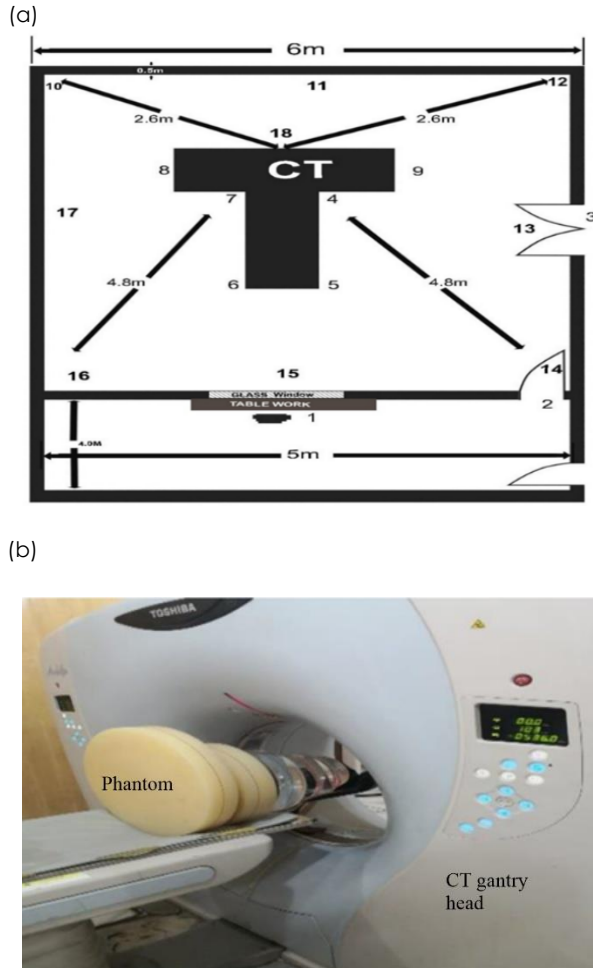 (a)
6m
0.5m
10
11
12
2.6m
2.6m
18
CT
8
9
7
4
17
13
3
4.8m
4.8m
6
5
16
15
14
GLASS Window
TABLE WORK
2
1
4.0M
5m
(b)
TOSHIBA
Phantom
CT gantry
head